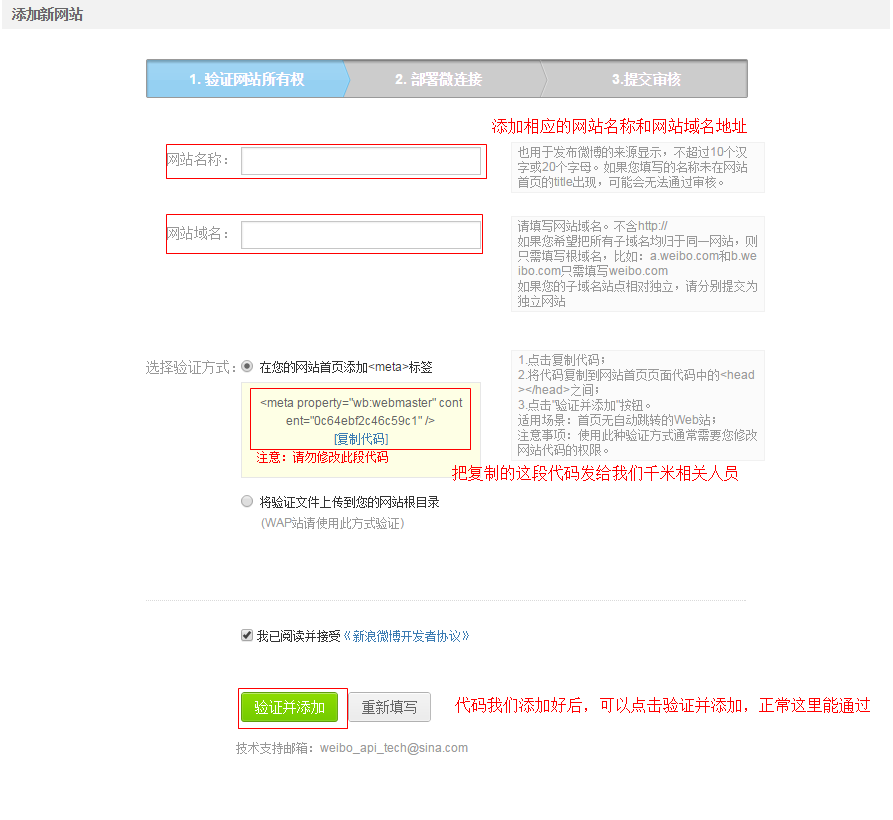 添加新网站
1. 验证网站所有权
2. 部署微连接
3.提交审核
添加相应的网站名称和网站域名地址
网站名称：
也用于发布微博的来源显示，不超过10个汉
字或20个字母。如果您填写的名称未在网站
首页的title出现，可能会无法通过审核。
网站域名：
请填写网站域名。不含http://
如果您希望把所有子域名均归于同一网站，则
只需填写根域名，比如：a.weibo.com和b.we
ibo.com只需填写weibo.com
如果您的子域名站点相对独立，请分别提交为
独立网站
选择验证方式：
在您的网站首页添加<meta>标签
<meta property="wb:webmaster" cont
ent="0c64ebf2c46c59c1" />
[复制代码]
注意：请勿修改此段代码
1.点击复制代码；
2.将代码复制到网站首页页面代码中的<head
></head>之间；
3.点击"验证并添加"按钮。
适用场景：首页无自动跳转的Web站；
注意事项：使用此种验证方式通常需要您修改
网站代码的权限。
把复制的这段代码发给我们千米相关人员
将验证文件上传到您的网站根目录
(WAP站请使用此方式验证)
我已阅读并接受《新浪微博开发者协议》
验证并添加
重新填写
代码我们添加好后，可以点击验证并添加，正常这里能通过
技术支持邮箱：weibo_api_tech@sina.com